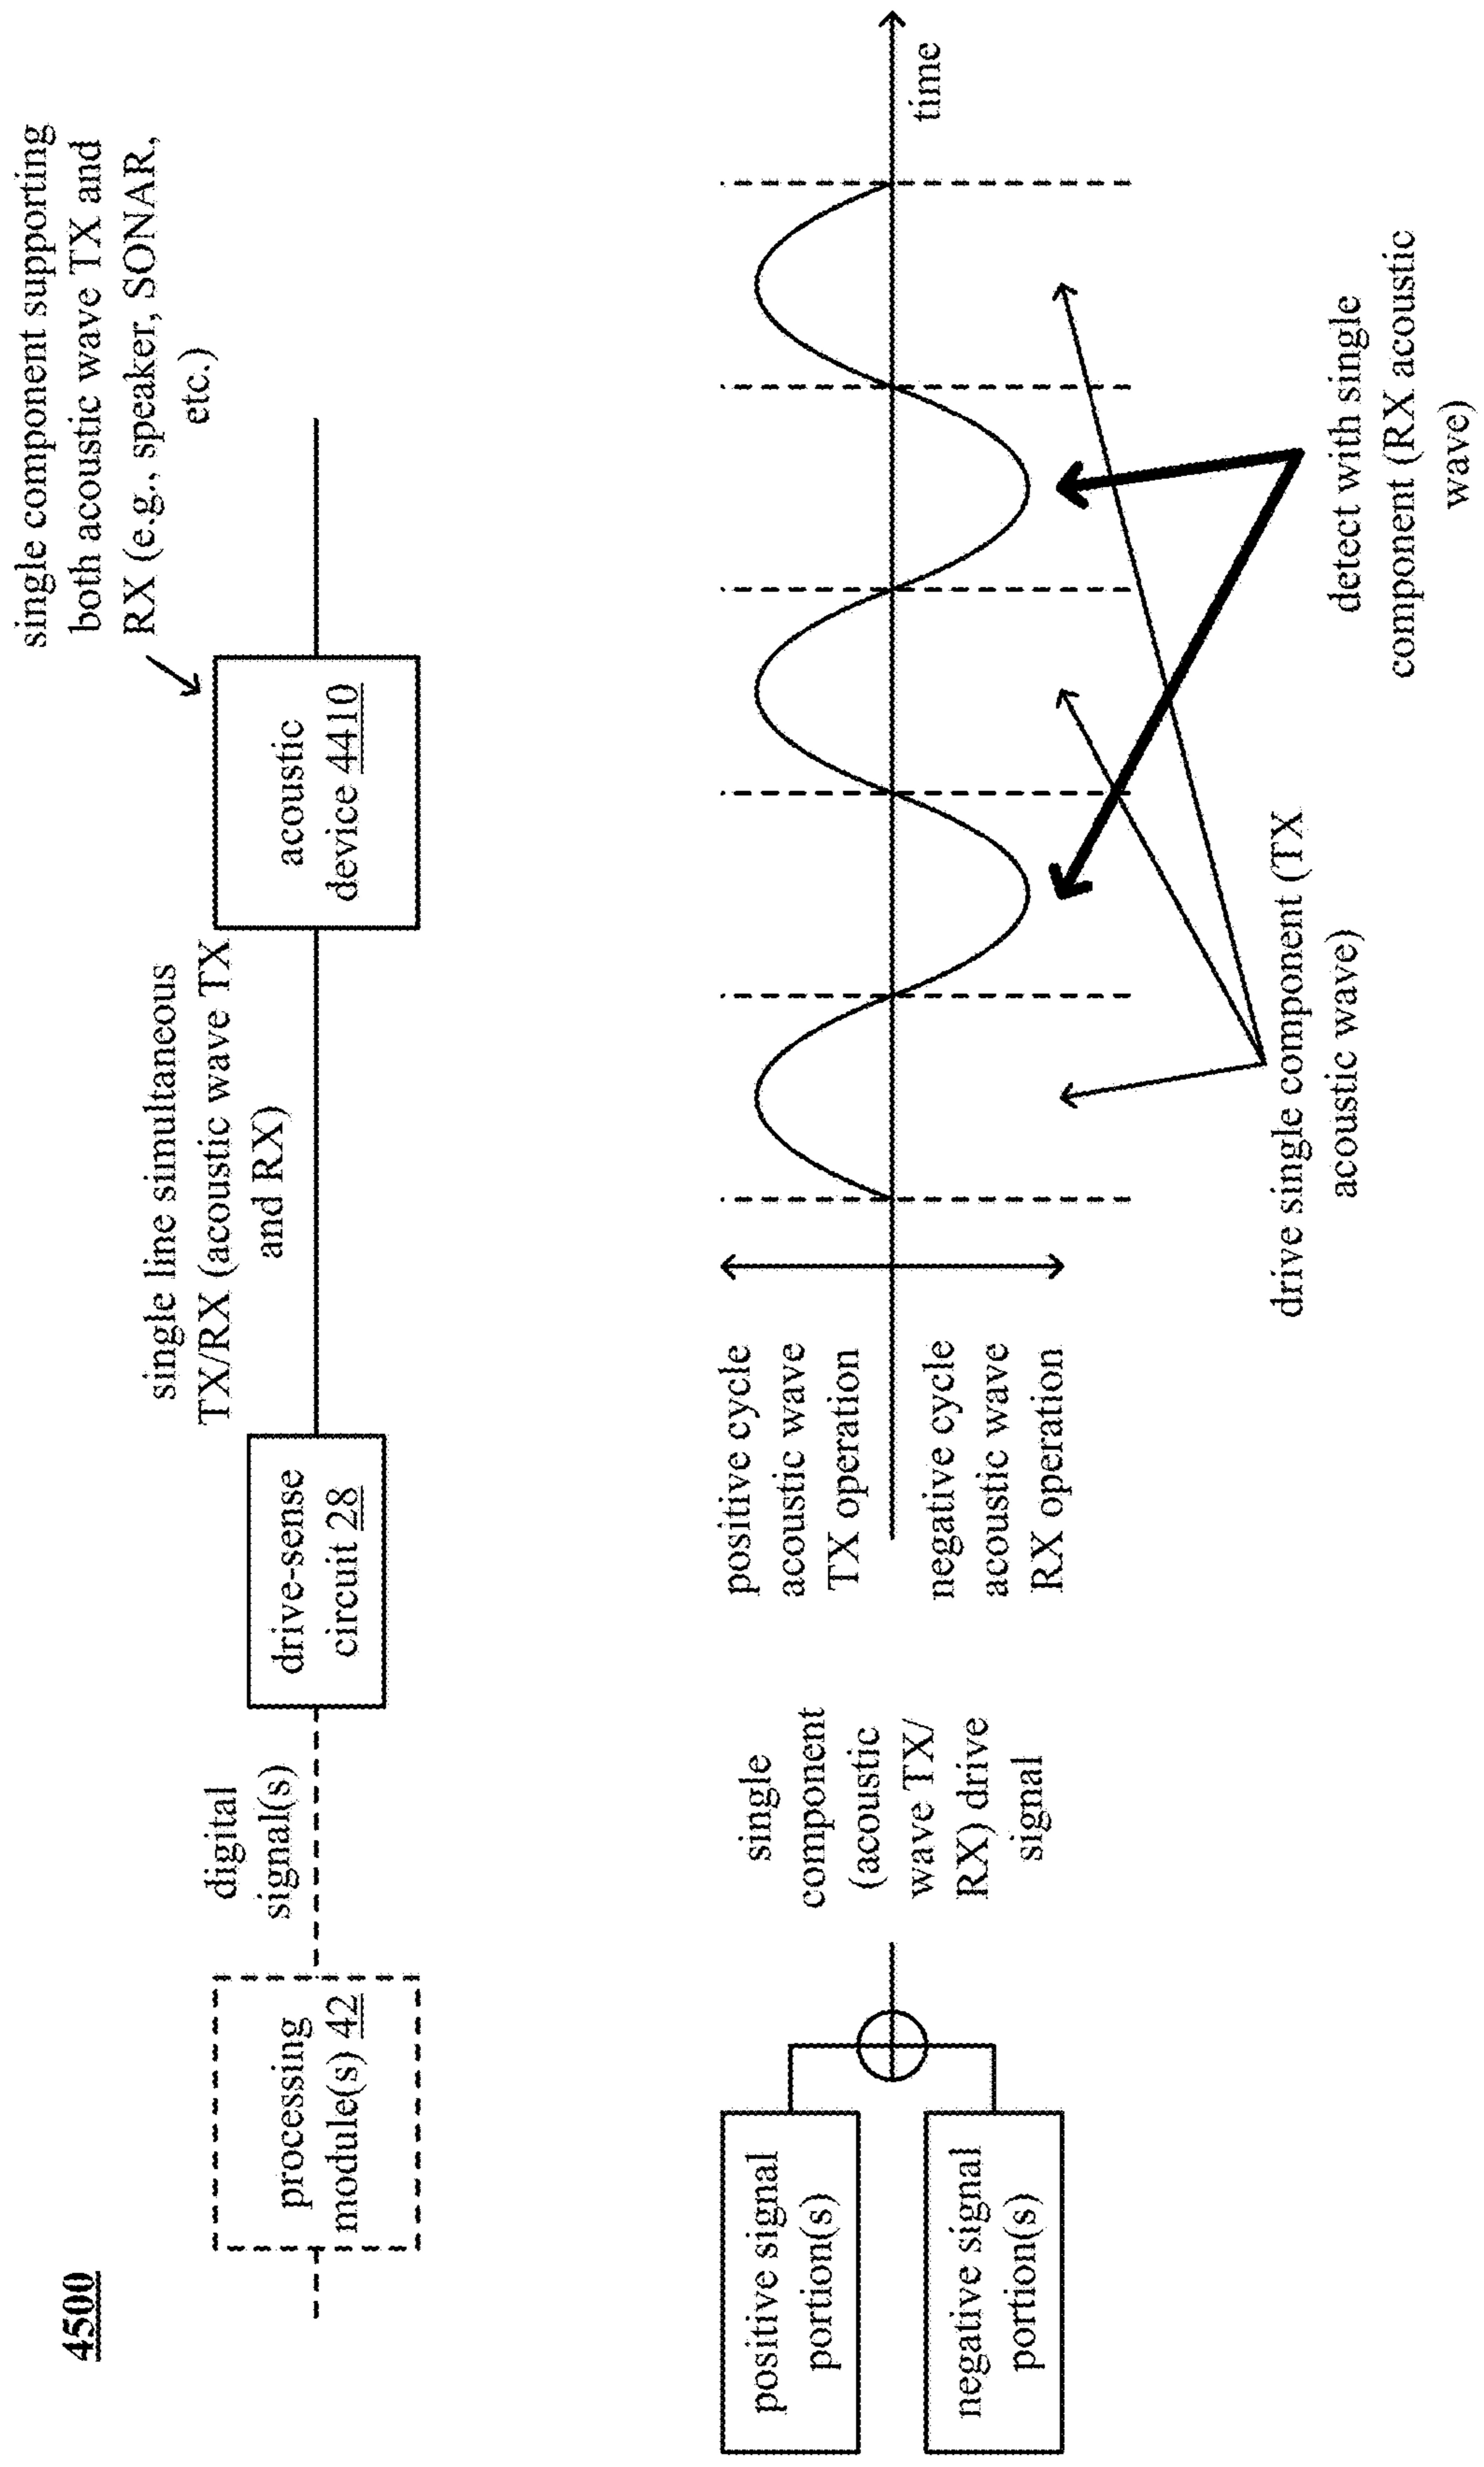 4500
processing
module(s) 42
digital
signal(s)
drive-sense
circuit 28
single line simultaneous
TX/RX (acoustic wave TX
and RX)
acoustic
device 4410
single component supporting
both acoustic wave TX and
RX (e.g., speaker, SONAR,
etc.)
positive signal
portion(s)
negative signal
portion(s)
single
component
(acoustic
wave TX/
RX) drive
signal
positive cycle
acoustic wave
TX operation
negative cycle
acoustic wave
RX operation
time
drive single component (TX
acoustic wave)
detect with single
component (RX acoustic
wave)